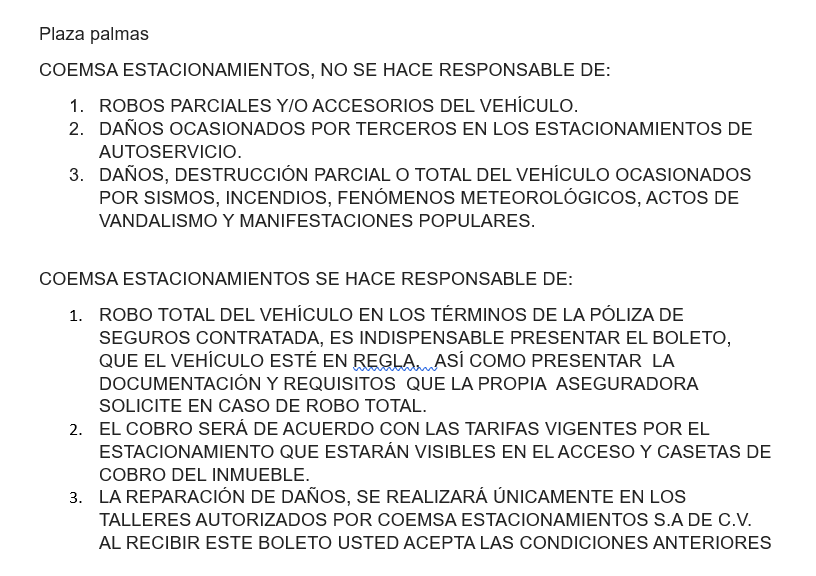 Plaza palmas
COEMSA ESTACIONAMIENTOS, NO SE HACE RESPONSABLE DE:
1. ROBOS PARCIALES Y/O ACCESORIOS DEL VEHÍCULO.
2. DAÑOS OCASIONADOS POR TERCEROS EN LOS ESTACIONAMIENTOS DE
AUTOSERVICIO.
3. DAÑOS, DESTRUCCIÓN PARCIAL O TOTAL DEL VEHÍCULO OCASIONADOS
POR SISMOS, INCENDIOS, FENÓMENOS METEOROLÓGICOS, ACTOS DE
VANDALISMO Y MANIFESTACIONES POPULARES.
COEMSA ESTACIONAMIENTOS SE HACE RESPONSABLE DE:
1. ROBO TOTAL DEL VEHÍCULO EN LOS TÉRMINOS DE LA PÓLIZA DE
SEGUROS CONTRATADA, ES INDISPENSABLE PRESENTAR EL BOLETO,
QUE EL VEHÍCULO ESTÉ EN REGLA, ASÍ COMO PRESENTAR LA
DOCUMENTACIÓN Y REQUISITOS QUE LA PROPIA ASEGURADORA
SOLICITE EN CASO DE ROBO TOTAL.
2. EL COBRO SERÁ DE ACUERDO CON LAS TARIFAS VIGENTES POR EL
ESTACIONAMIENTO QUE ESTARÁN VISIBLES EN EL ACCESO Y CASETAS DE
COBRO DEL INMUEBLE.
3. LA REPARACIÓN DE DAÑOS, SE REALIZARÁ ÚNICAMENTE EN LOS
TALLERES AUTORIZADOS POR COEMSA ESTACIONAMIENTOS S.A DE C.V.
AL RECIBIR ESTE BOLETO USTED ACEPTA LAS CONDICIONES ANTERIORES